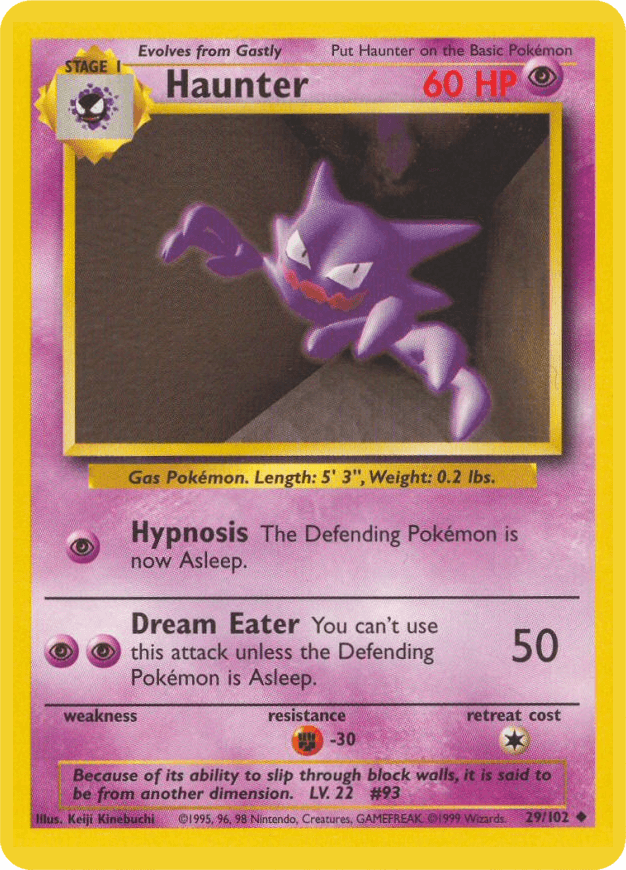 Evolves from Gastly
Put Haunter on the Basic Pokémon
STAGE 1
Haunter
60 HP
Gas Pokémon. Length: 5' 3", Weight: 0.2 lbs.
Hypnosis The Defending Pokémon is
now Asleep.
Dream Eater You can't use
this attack unless the Defending
Pokémon is Asleep.
50
weakness
resistance
retreat cost
-30
Because of its ability to slip through block walls, it is said to
be from another dimension. LV. 22 #93
Illus. Keiji Kinebuchi
©1995, 96, 98 Nintendo, Creatures, GAMEFREAK. ©1999 Wizards.
29/102